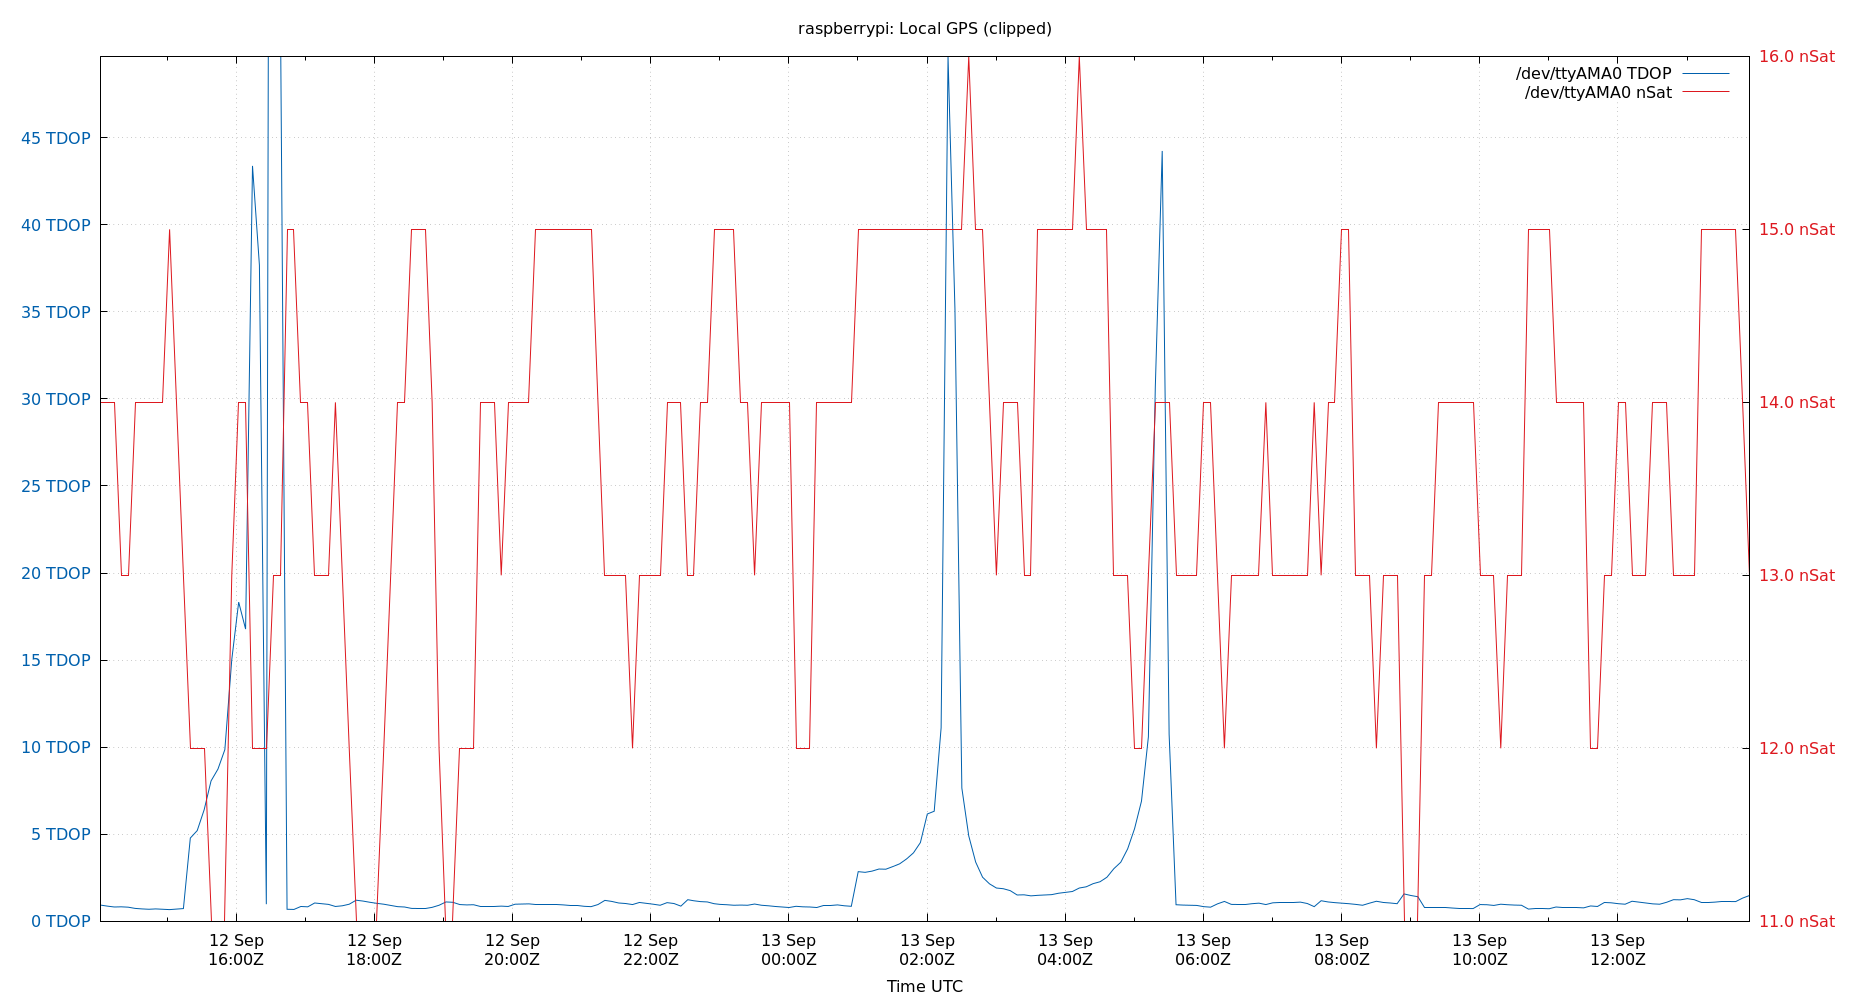 raspberrypi: Local GPS (clipped)
/dev/ttyAMA0 TDOP
/dev/ttyAMA0 nSat
45 TDOP
40 TDOP
35 TDOP
30 TDOP
25 TDOP
20 TDOP
15 TDOP
10 TDOP
5 TDOP
0 TDOP
16.0 nSat
15.0 nSat
14.0 nSat
13.0 nSat
12.0 nSat
11.0 nSat
12 Sep
16:00Z
12 Sep
18:00Z
12 Sep
20:00Z
12 Sep
22:00Z
13 Sep
00:00Z
13 Sep
02:00Z
13 Sep
04:00Z
13 Sep
06:00Z
13 Sep
08:00Z
13 Sep
10:00Z
13 Sep
12:00Z
Time UTC